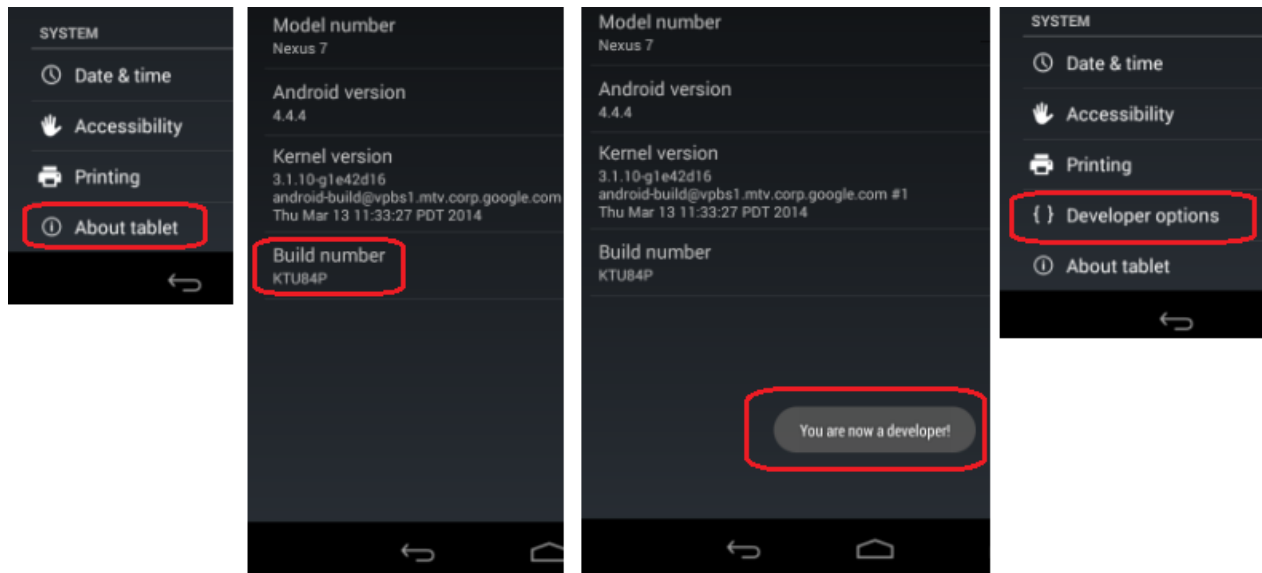 SYSTEM
Date & time
Accessibility
Printing
About tablet
Model number
Nexus 7
Android version
4.4.4
Kernel version
3.1.10-g1e42d16
android-build@vpbs1.mtv.corp.google.com
Thu Mar 13 11:33:27 PDT 2014
Build number
KTU84P
Model number
Nexus 7
Android version
4.4.4
Kernel version
3.1.10-g1e42d16
android-build@vpbs1.mtv.corp.google.com #1
Thu Mar 13 11:33:27 PDT 2014
Build number
KTU84P
You are now a developer!
SYSTEM
Date & time
Accessibility
Printing
{ } Developer options
About tablet